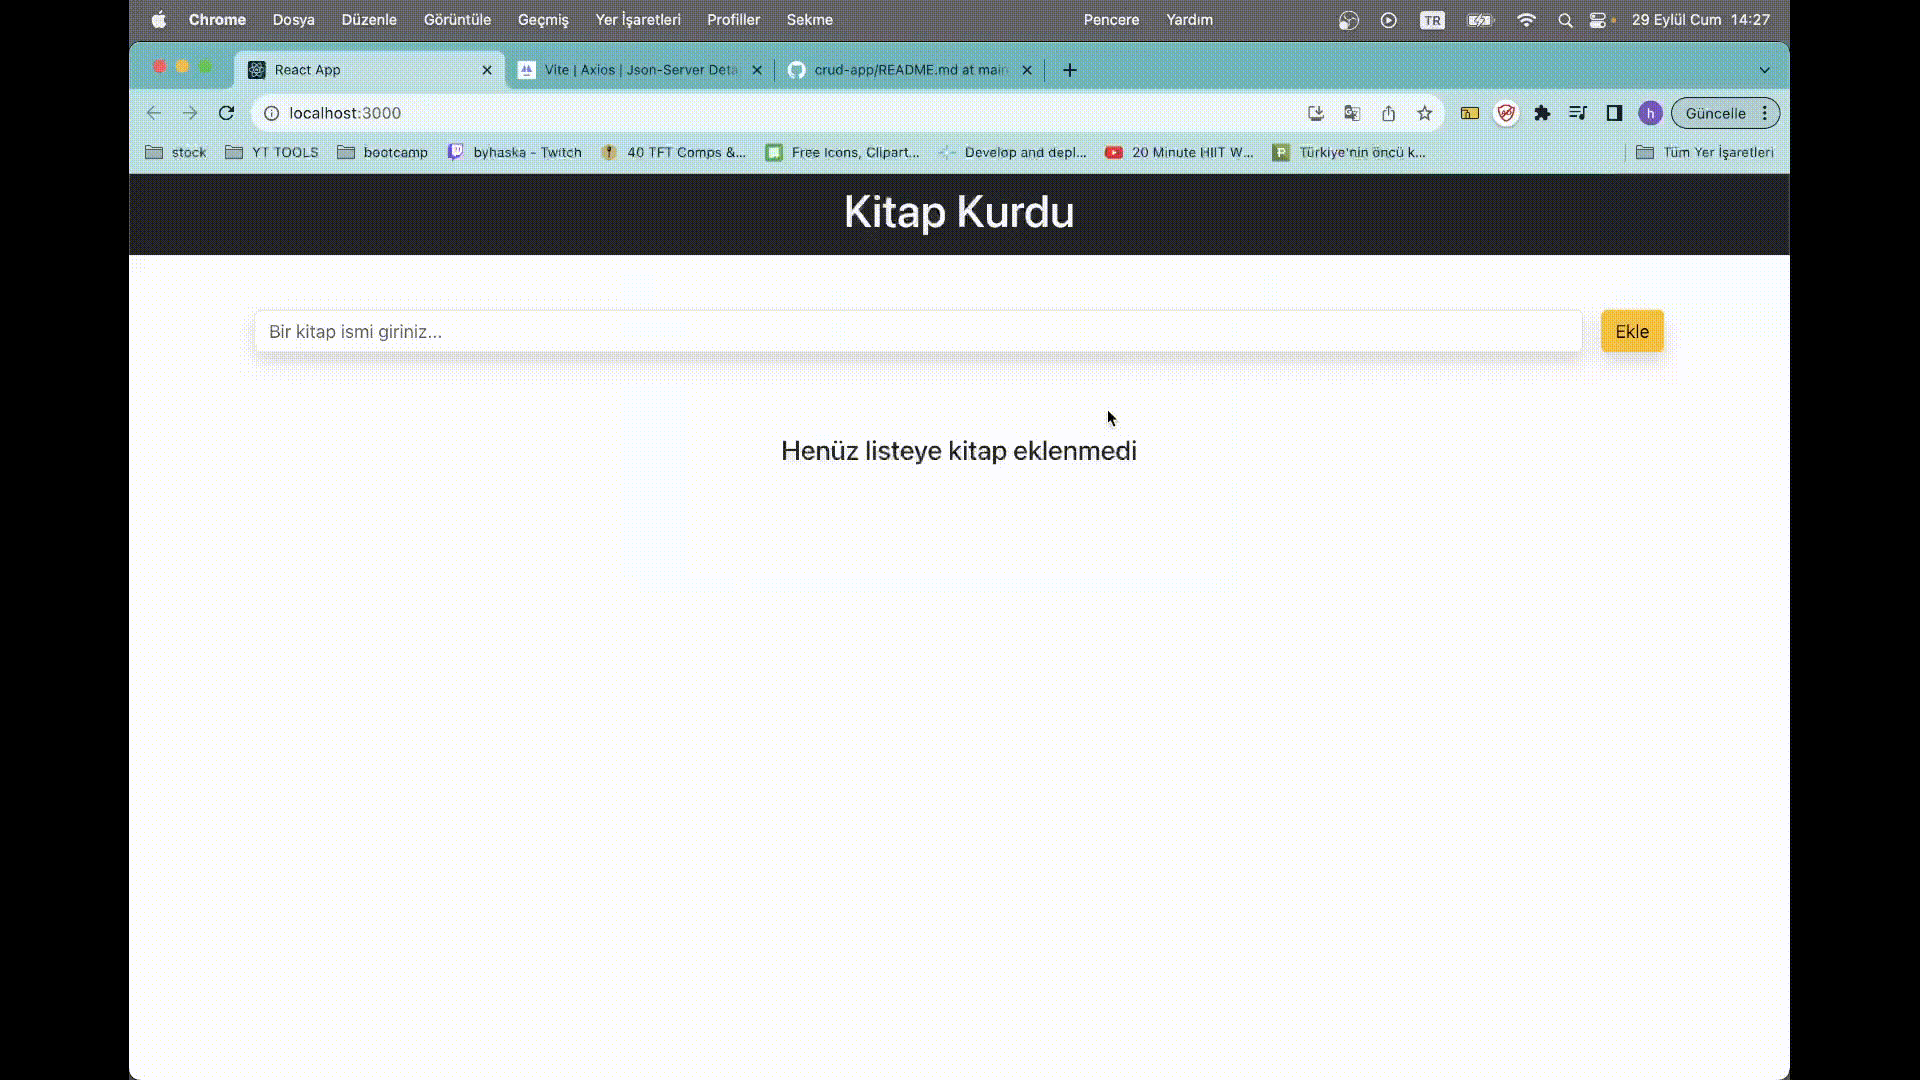 Chrome Dosya Düzenle Görüntüle Geçmiş Yer İşaretleri Profiller Sekme Pencere Yardım TR 29 Eylül Cum 14:27
React App Vite | Axios | Json-Server Deta crud-app/README.md at main
localhost:3000 h Güncelle
stock YT TOOLS bootcamp byhaska - Twitch 40 TFT Comps &... Free Icons, Clipart... Develop and depl... 20 Minute HIIT W... R Türkiye'nin öncü k... Tüm Yer İşaretleri
Kitap Kurdu
Bir kitap ismi giriniz... Ekle
Henüz listeye kitap eklenmedi